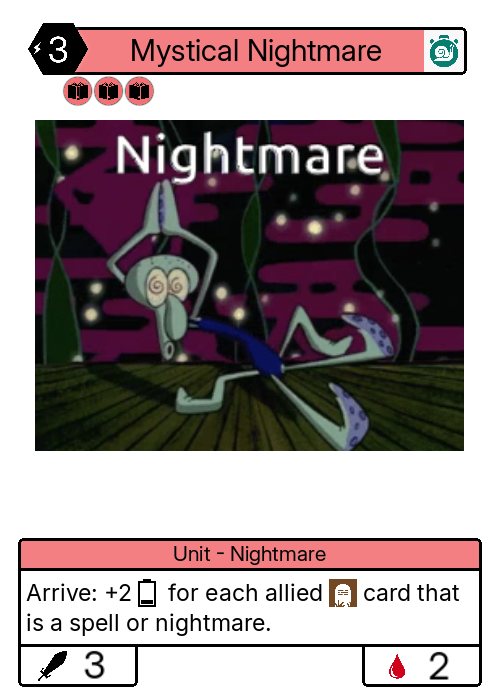 3
Mystical Nightmare
Nightmare
Unit - Nightmare
Arrive: +2 for each allied card that
is a spell or nightmare.
3
2